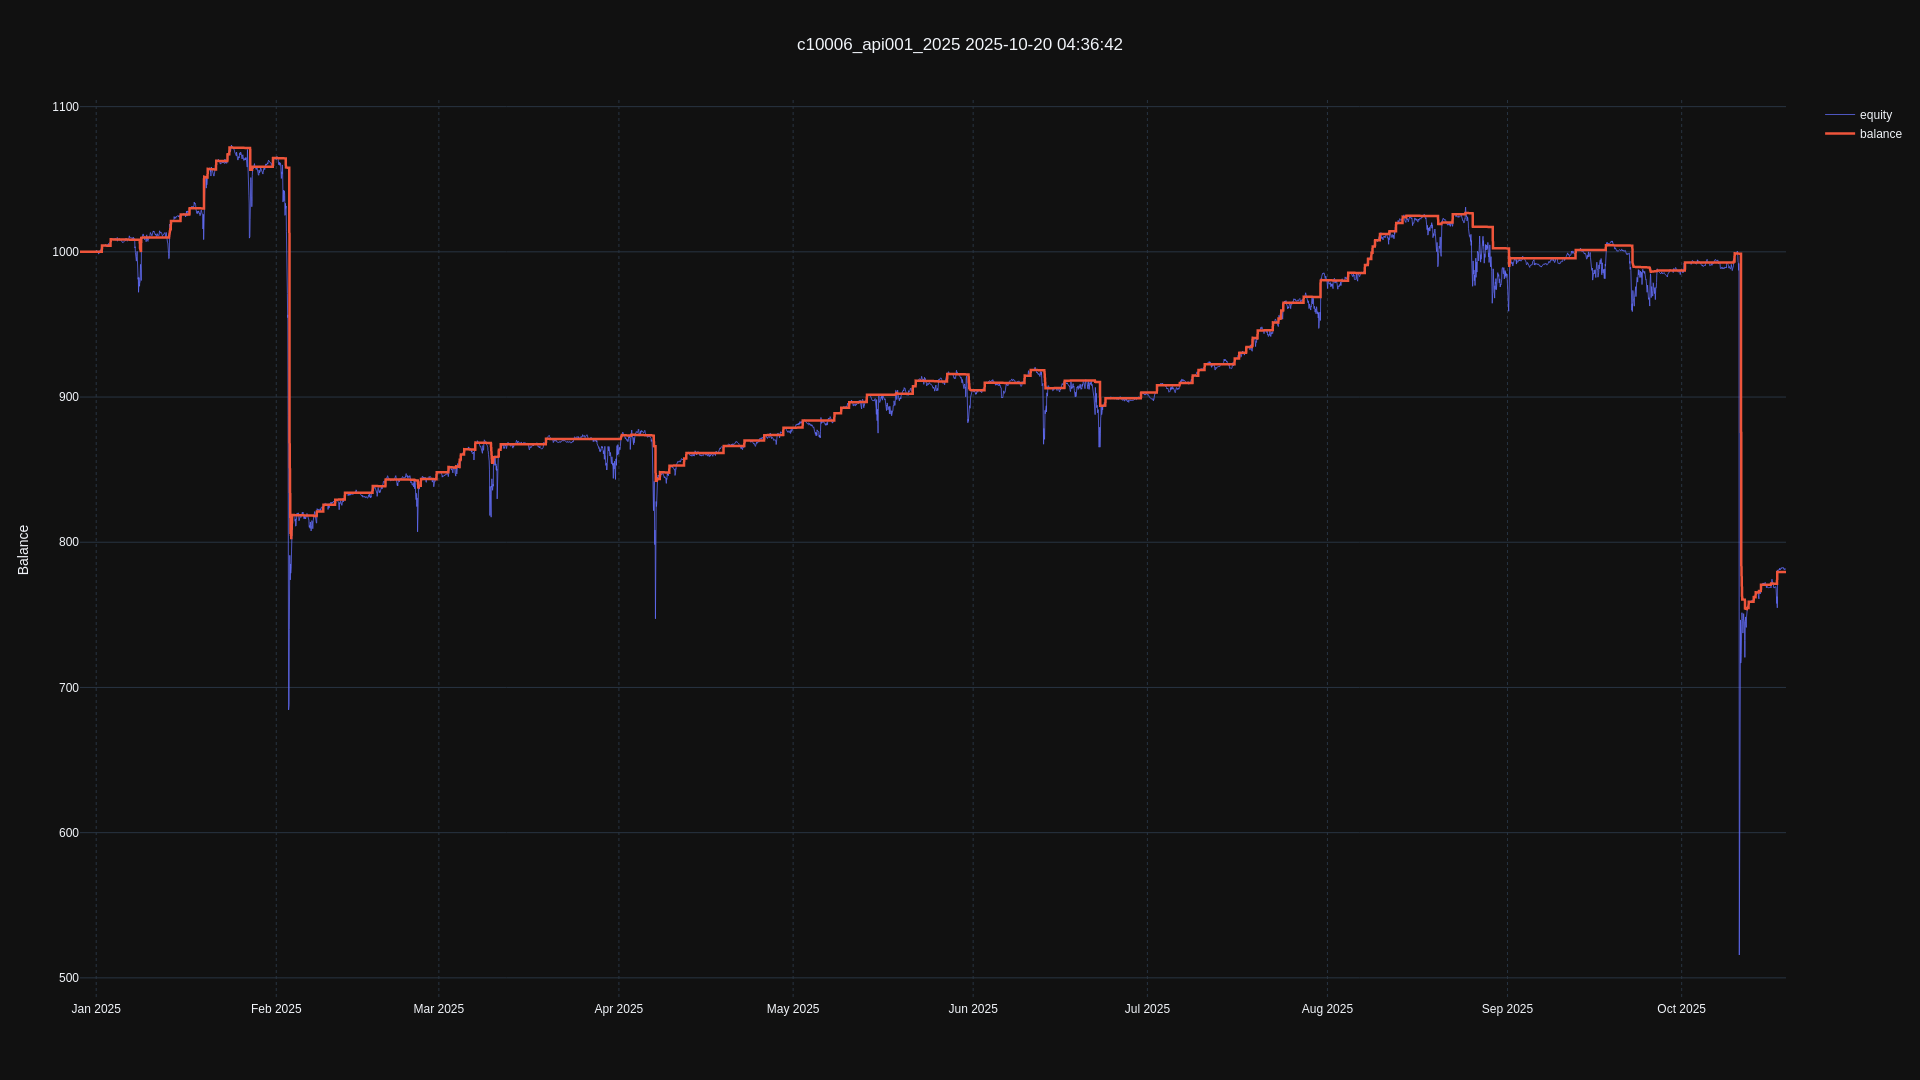 c10006_api001_2025 2025-10-20 04:36:42
equity
balance
Balance
1100
1000
900
800
700
600
500
Jan 2025
Feb 2025
Mar 2025
Apr 2025
May 2025
Jun 2025
Jul 2025
Aug 2025
Sep 2025
Oct 2025